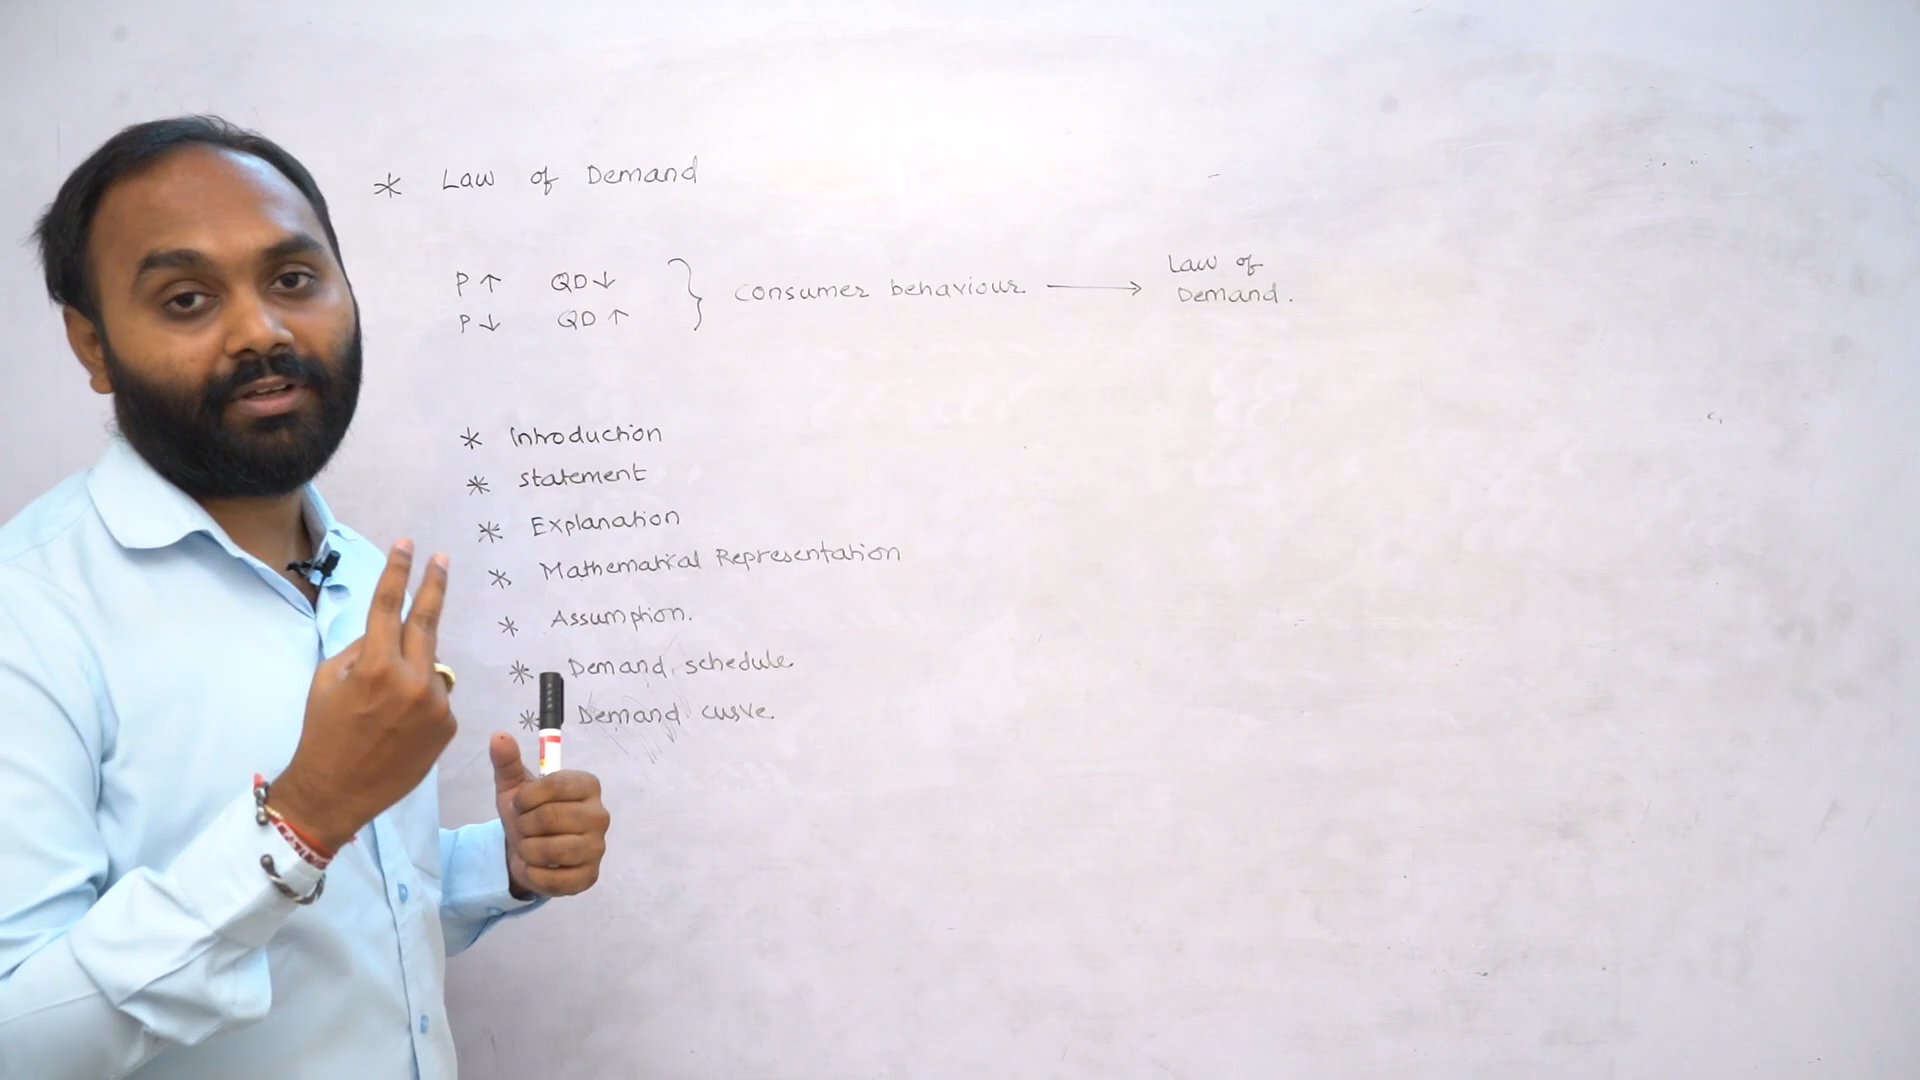 * Law of Demand
P ↑ QD ↓
P ↓ QD ↑
} consumer behaviour. →
Law of
Demand.
* Introduction
* statement
* Explanation
* Mathematical Representation
* Assumption.
* Demand schedule
* Demand curve.